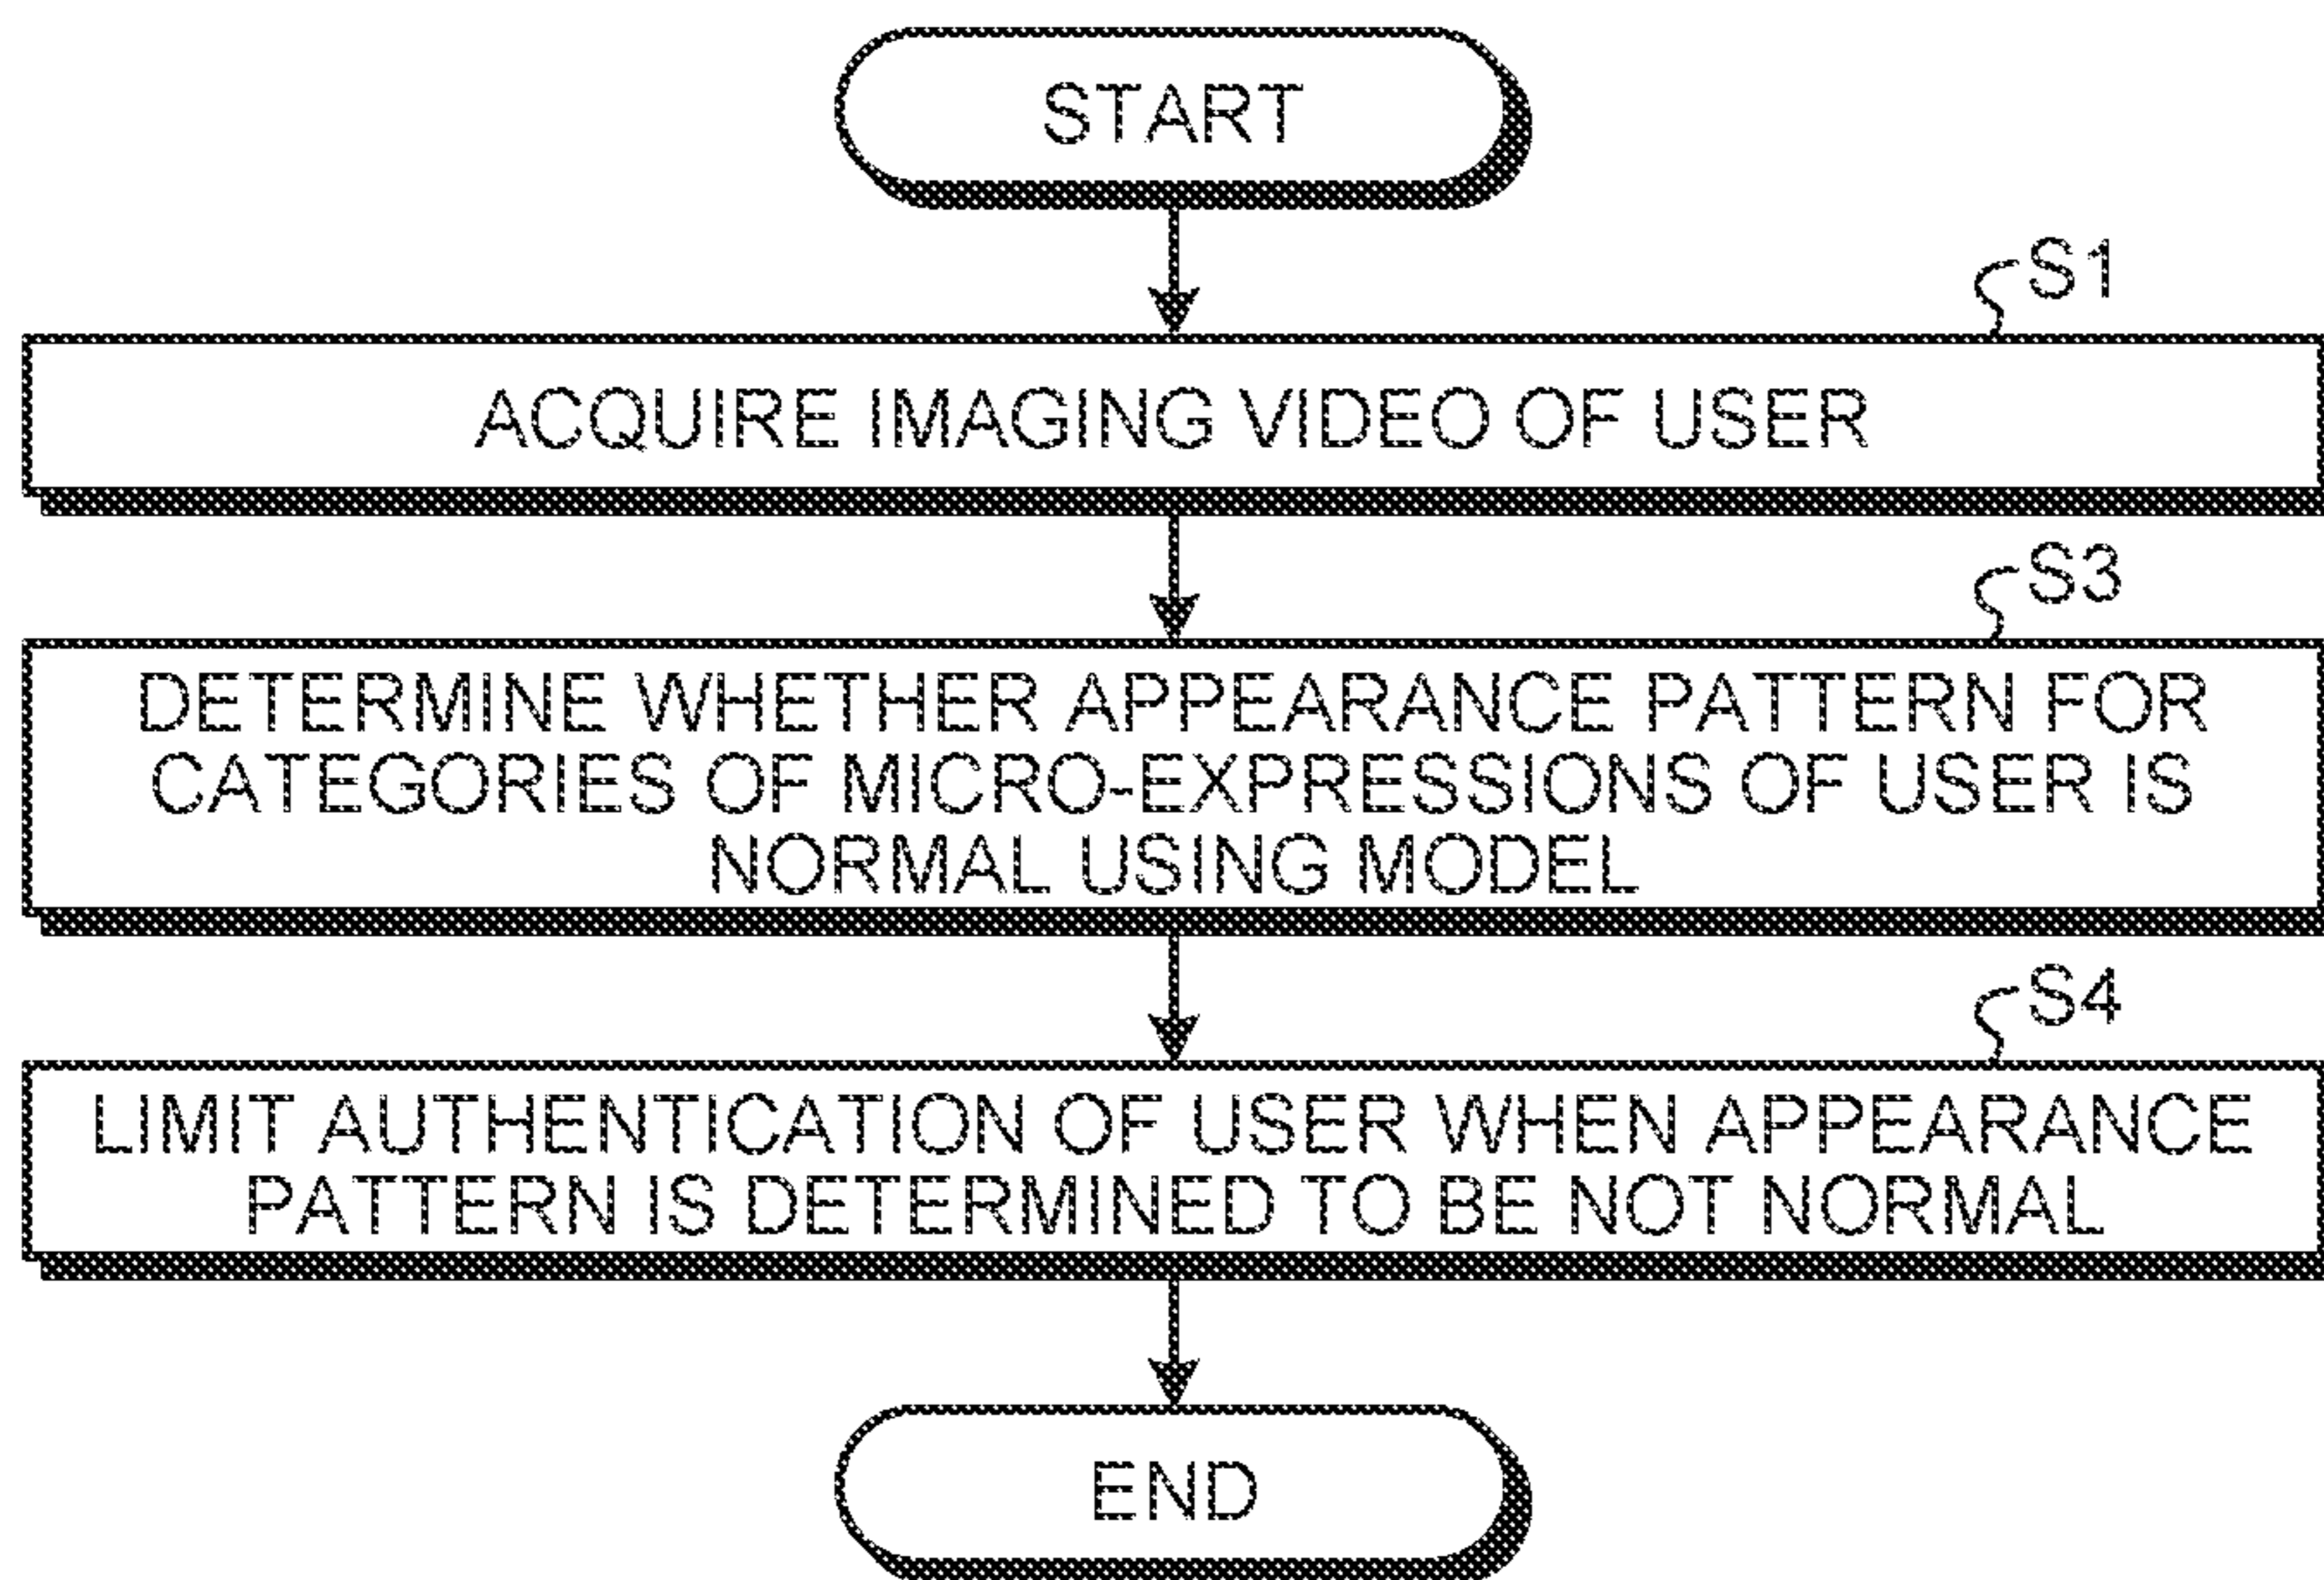 START
S1
ACQUIRE IMAGING VIDEO OF USER
S3
DETERMINE WHETHER APPEARANCE PATTERN FOR
CATEGORIES OF MICRO-EXPRESSIONS OF USER IS
NORMAL USING MODEL
S4
LIMIT AUTHENTICATION OF USER WHEN APPEARANCE
PATTERN IS DETERMINED TO BE NOT NORMAL
END